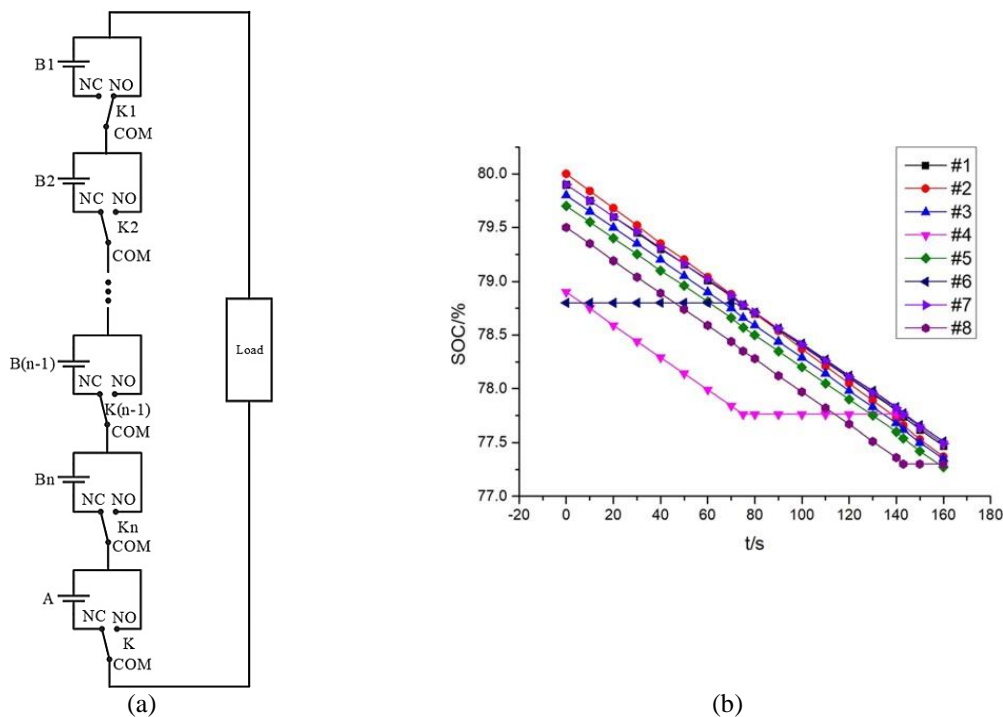 B1
NC NO
K1
COM
B2
NC NO
K2
COM
B(n-1)
NC NO
K(n-1)
COM
Bn
NC NO
Kn
COM
A
NC NO
K
COM
Load
(a)
SOC/%
80.0
79.5
79.0
78.5
78.0
77.5
77.0
-20 0 20 40 60 80 100 120 140 160 180
t/s
#1
#2
#3
#4
#5
#6
#7
#8
(b)